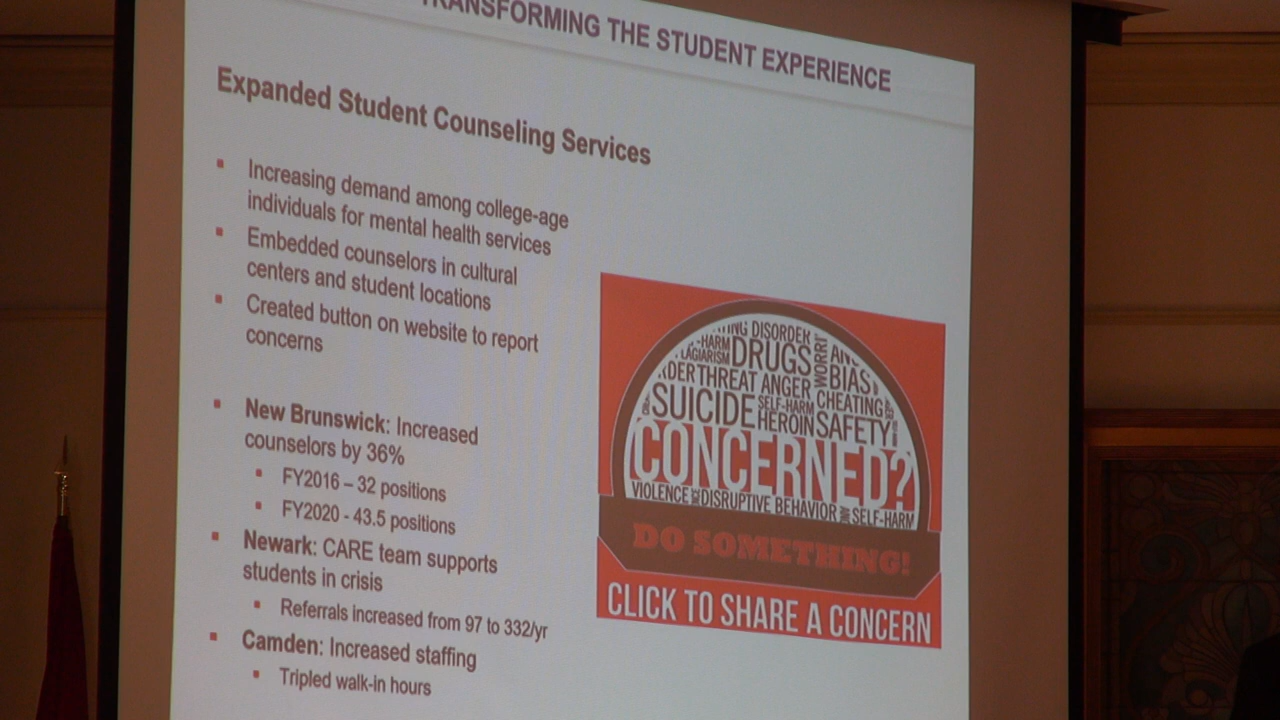 TRANSFORMING THE STUDENT EXPERIENCE
Expanded Student Counseling Services
▪ Increasing demand among college-age
individuals for mental health services
▪ Embedded counselors in cultural
centers and student locations
▪ Created button on website to report
concerns
▪ New Brunswick: Increased
counselors by 36%
▪ FY2016 – 32 positions
▪ FY2020 - 43.5 positions
▪ Newark: CARE team supports
students in crisis
▪ Referrals increased from 97 to 332/yr
▪ Camden: Increased staffing
▪ Tripled walk-in hours
DISORDER
-HARM
DRUGS
WORRY
THREAT ANGER
BIAS
SUICIDE
SELF-HARM
CHEATING
HEROIN
SAFETY
CONCERNED?
VIOLENCE
DISRUPTIVE BEHAVIOR
SELF-HARM
DO SOMETHING!
CLICK TO SHARE A CONCERN